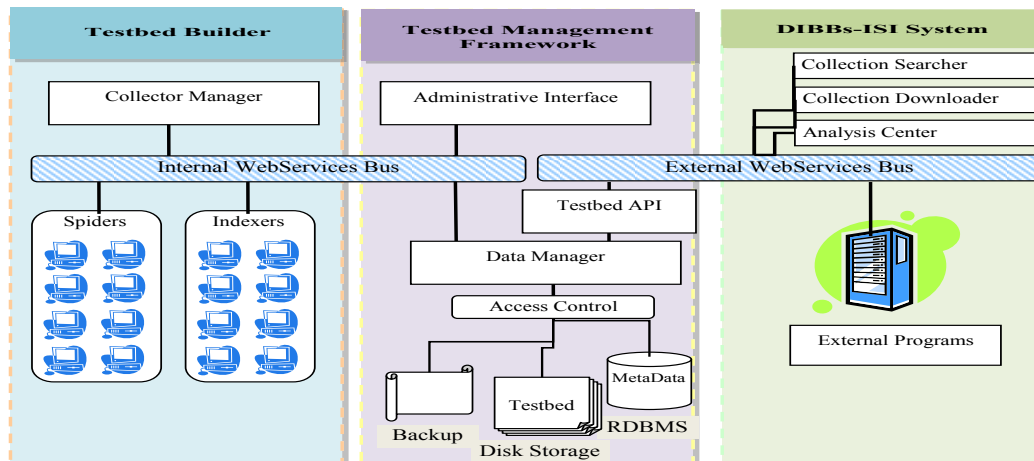 Testbed Builder
Testbed Management
Framework
DIBBs-ISI System
Collector Manager
Administrative Interface
Collection Searcher
Collection Downloader
Analysis Center
Internal WebServices Bus
External WebServices Bus
Spiders
Indexers
Testbed API
Data Manager
Access Control
External Programs
MetaData
Testbed
Backup
RDBMS
Disk Storage